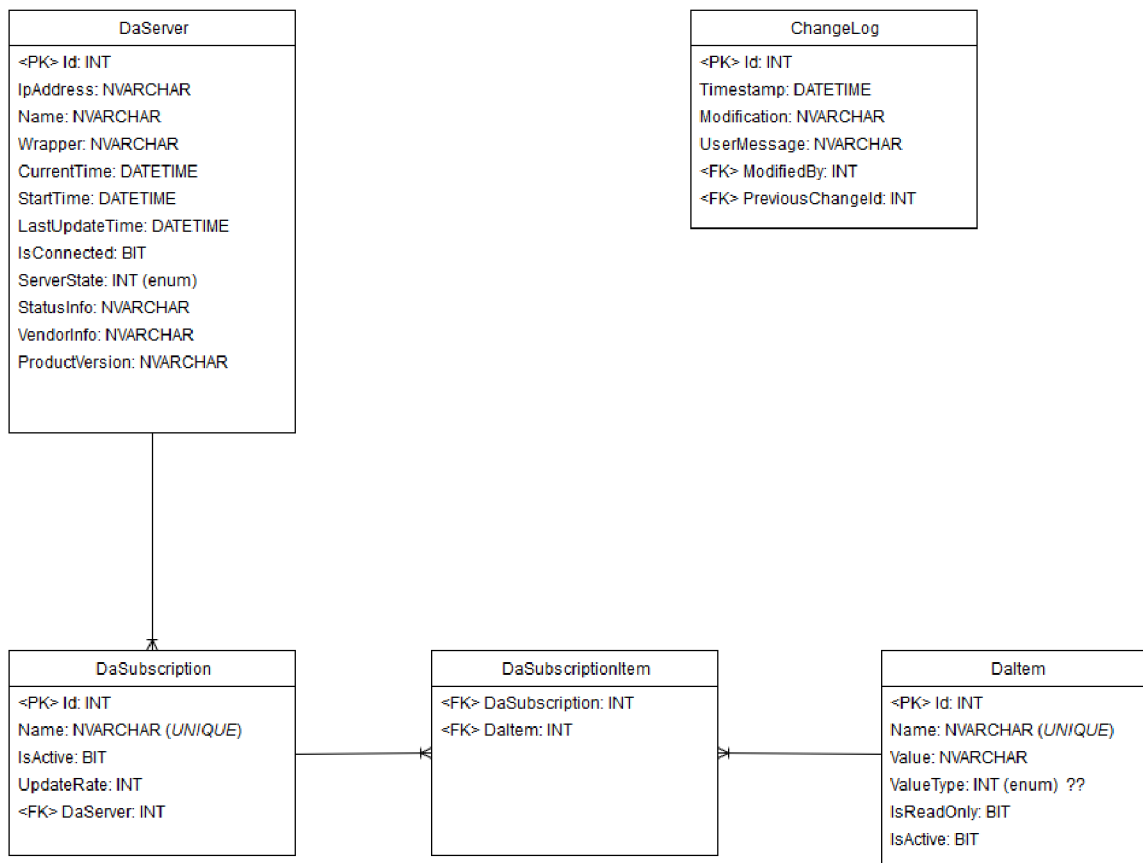 DaServer
<PK> Id: INT
IpAddress: NVARCHAR
Name: NVARCHAR
Wrapper: NVARCHAR
CurrentTime: DATETIME
StartTime: DATETIME
LastUpdateTime: DATETIME
IsConnected: BIT
ServerState: INT (enum)
StatusInfo: NVARCHAR
VendorInfo: NVARCHAR
ProductVersion: NVARCHAR
ChangeLog
<PK> Id: INT
Timestamp: DATETIME
Modification: NVARCHAR
UserMessage: NVARCHAR
<FK> ModifiedBy: INT
<FK> PreviousChangeId: INT
DaSubscription
<PK> Id: INT
Name: NVARCHAR (UNIQUE)
IsActive: BIT
UpdateRate: INT
<FK> DaServer: INT
DaSubscriptionItem
<FK> DaSubscription: INT
<FK> DaItem: INT
DaItem
<PK> Id: INT
Name: NVARCHAR (UNIQUE)
Value: NVARCHAR
ValueType: INT (enum) ??
IsReadOnly: BIT
IsActive: BIT